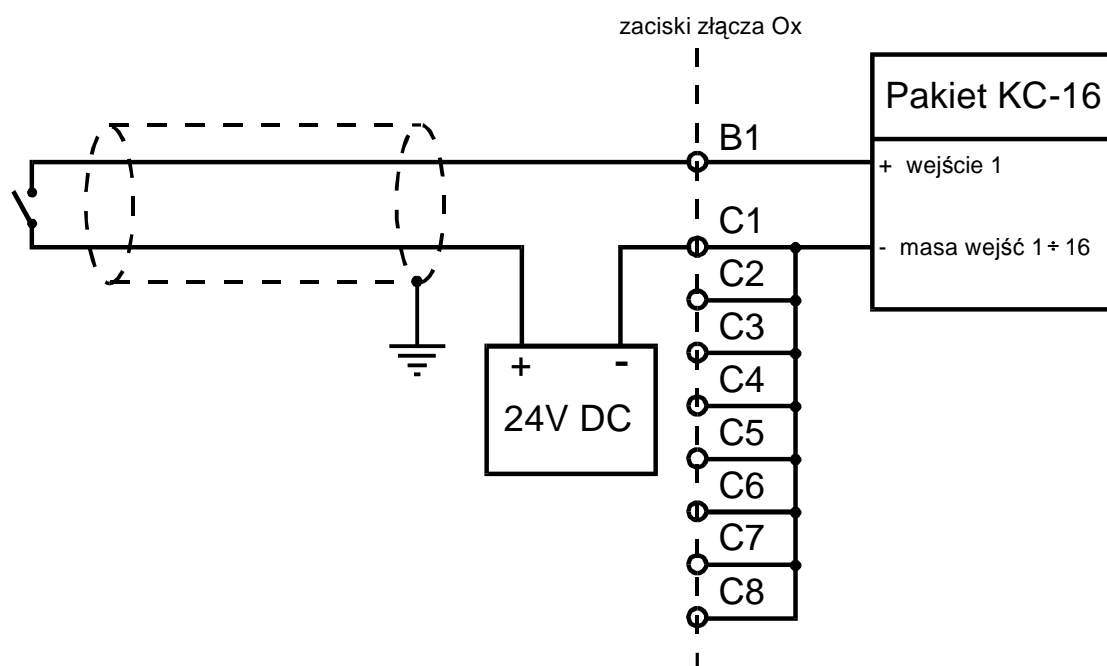 zaciski złącza Ox
Pakiet KC-16
B1
+ wejście 1
C1
- masa wejść 1 ÷ 16
C2
C3
+ -
24V DC
C4
C5
C6
C7
C8